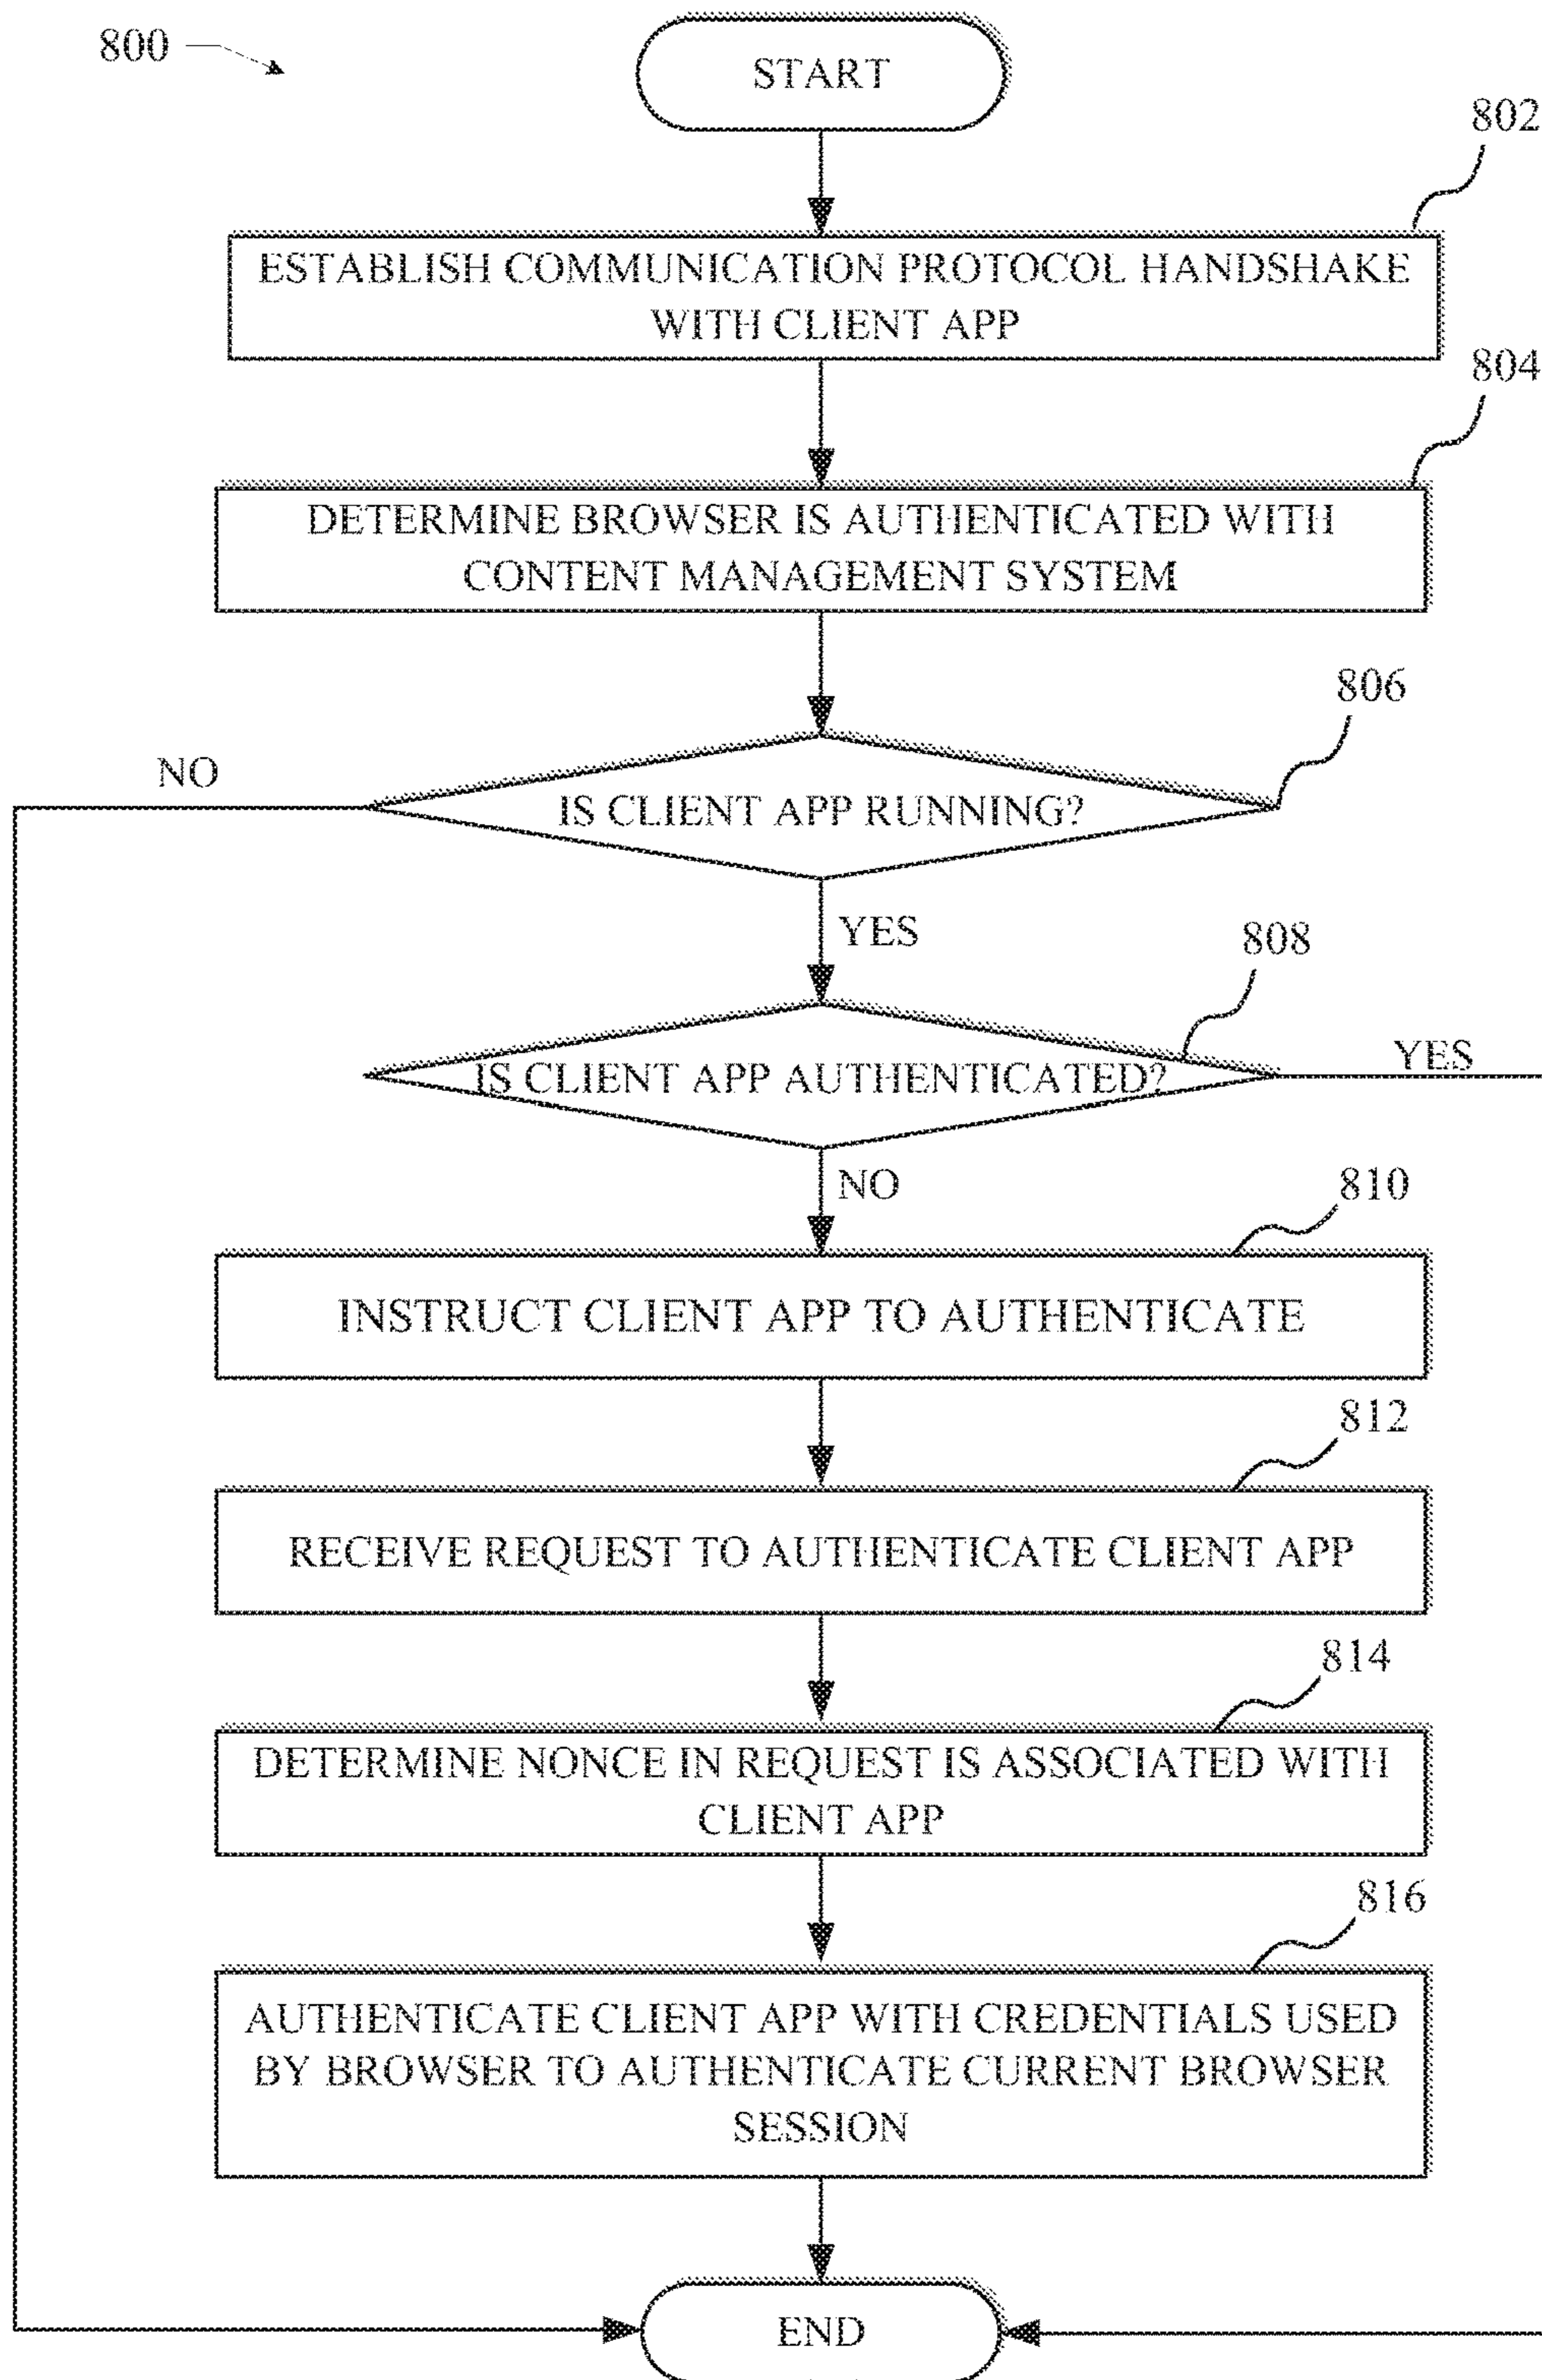 800
START
802
ESTABLISH COMMUNICATION PROTOCOL HANDSHAKE
WITH CLIENT APP
804
DETERMINE BROWSER IS AUTHENTICATED WITH
CONTENT MANAGEMENT SYSTEM
806
NO
IS CLIENT APP RUNNING?
YES
808
IS CLIENT APP AUTHENTICATED?
YES
NO
810
INSTRUCT CLIENT APP TO AUTHENTICATE
812
RECEIVE REQUEST TO AUTHENTICATE CLIENT APP
814
DETERMINE NONCE IN REQUEST IS ASSOCIATED WITH
CLIENT APP
816
AUTHENTICATE CLIENT APP WITH CREDENTIALS USED
BY BROWSER TO AUTHENTICATE CURRENT BROWSER
SESSION
END